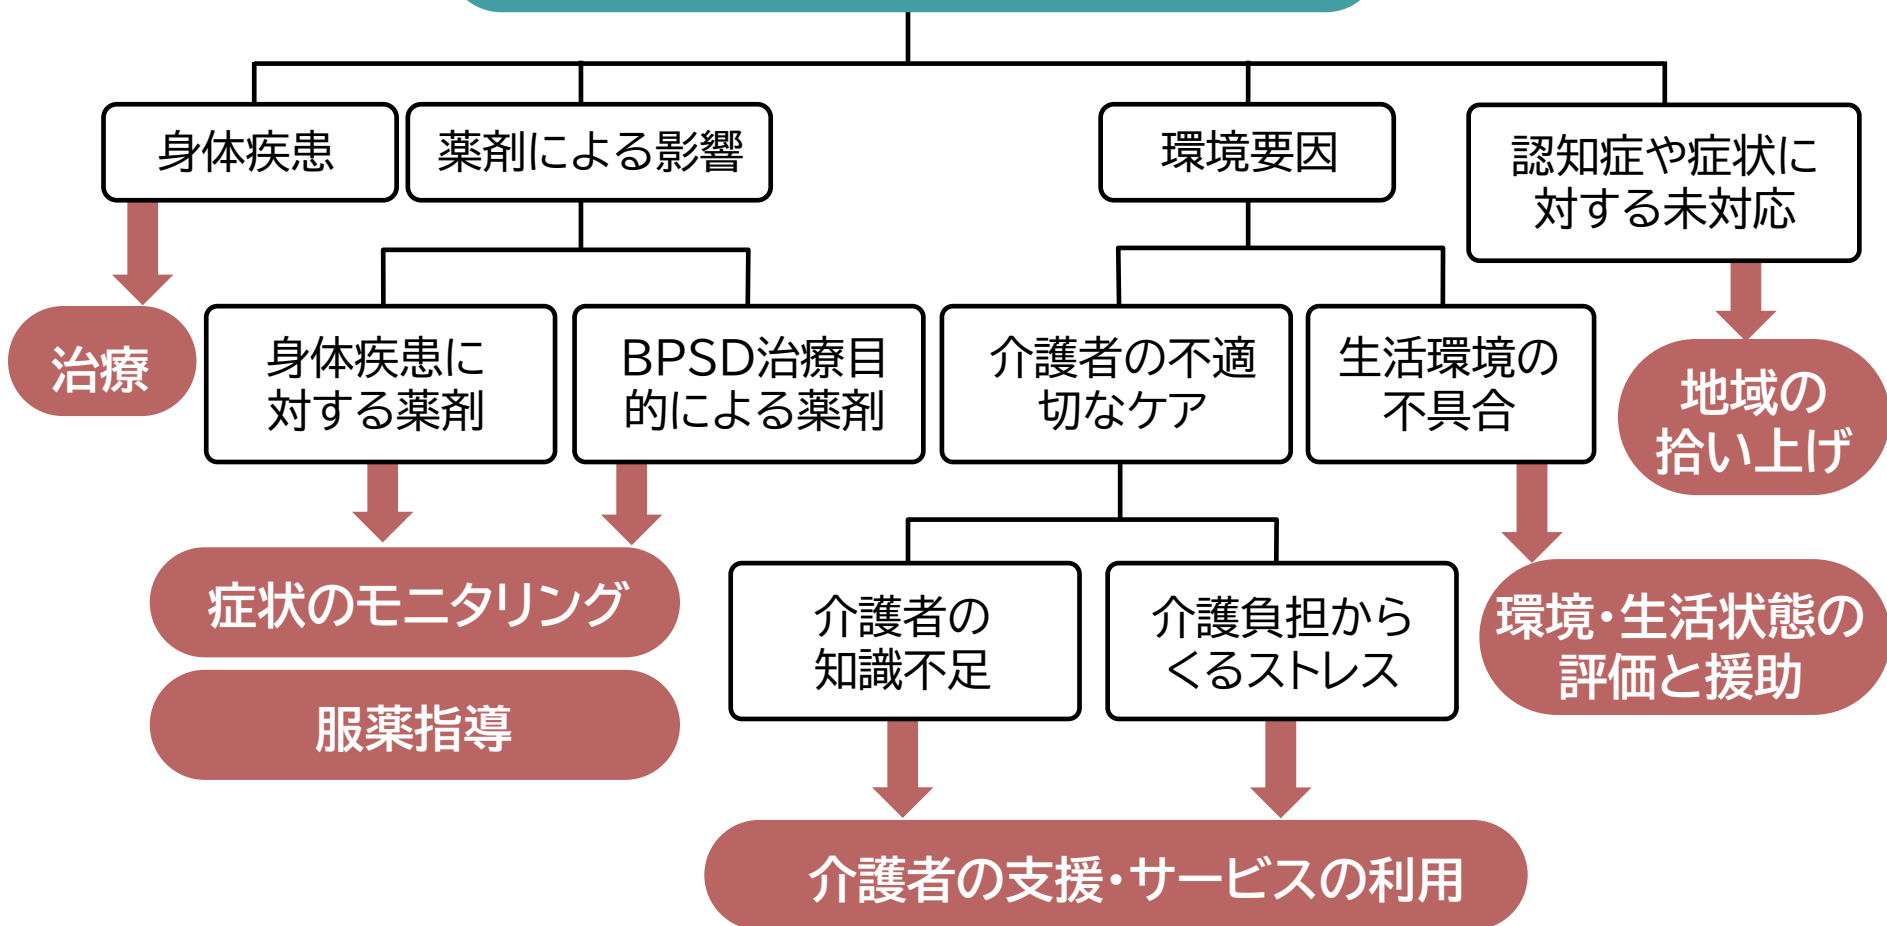 身体疾患
薬剤による影響
環境要因
認知症や症状に
対する未対応
治療
身体疾患に
対する薬剤
BPSD治療目
的による薬剤
介護者の不適
切なケア
生活環境の
不具合
地域の
拾い上げ
症状のモニタリング
服薬指導
介護者の
知識不足
介護負担から
くるストレス
環境・生活状態の
評価と援助
介護者の支援・サービスの利用